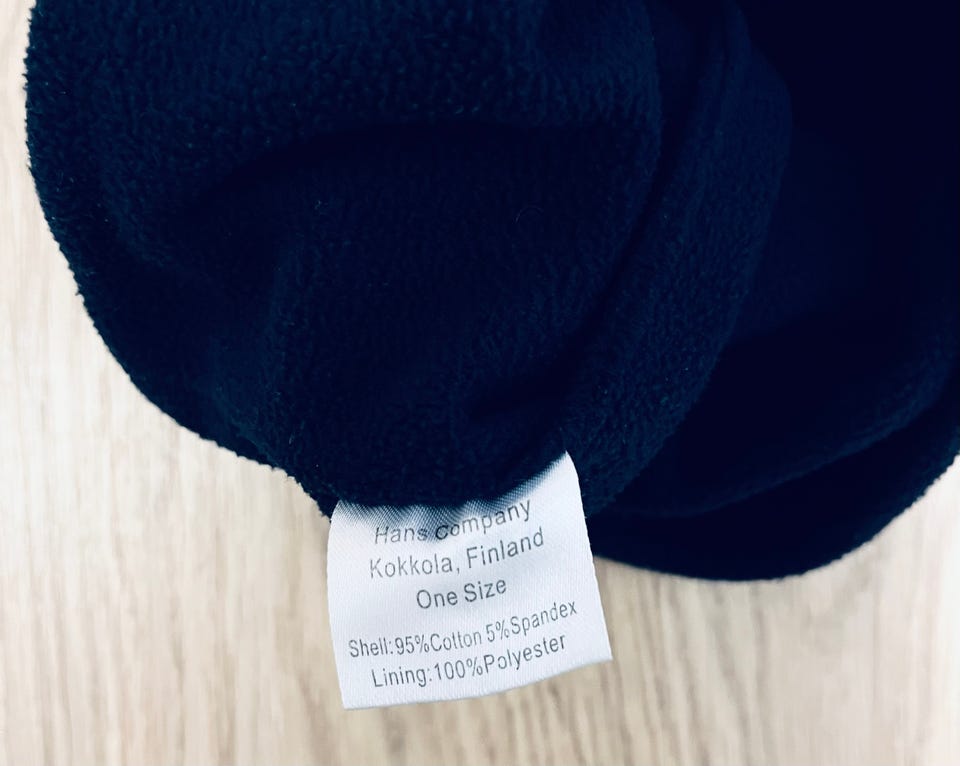 Hans Company
Kokkola, Finland
One Size
Shell:95%Cotton 5%Spandex
Lining:100%Polyester